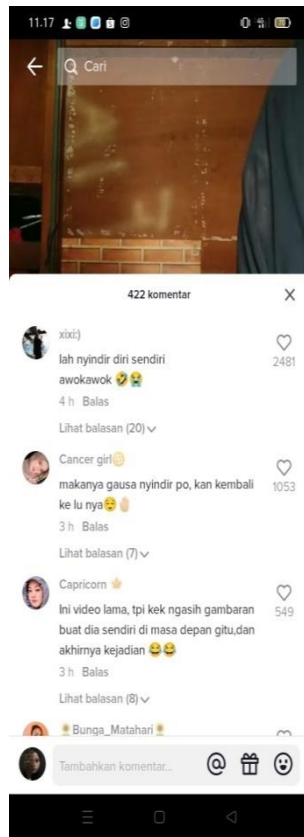 11.17
Cari
422 komentar
xixi:)
lah nyindir diri sendiri
awokawok 🤣😭
2481
4 h Balas
Lihat balasan (20)
Cancer girl
makanya gausa nyindir po, kan kembali
ke lu nya😌🤚🏻
1053
3 h Balas
Lihat balasan (7)
Capricorn
Ini video lama, tpi kek ngasih gambaran
buat dia sendiri di masa depan gitu,dan
akhirnya kejadian 😂😂
549
3 h Balas
Lihat balasan (8)
🌻Bunga_Matahari🌻
Tambahkan komentar...